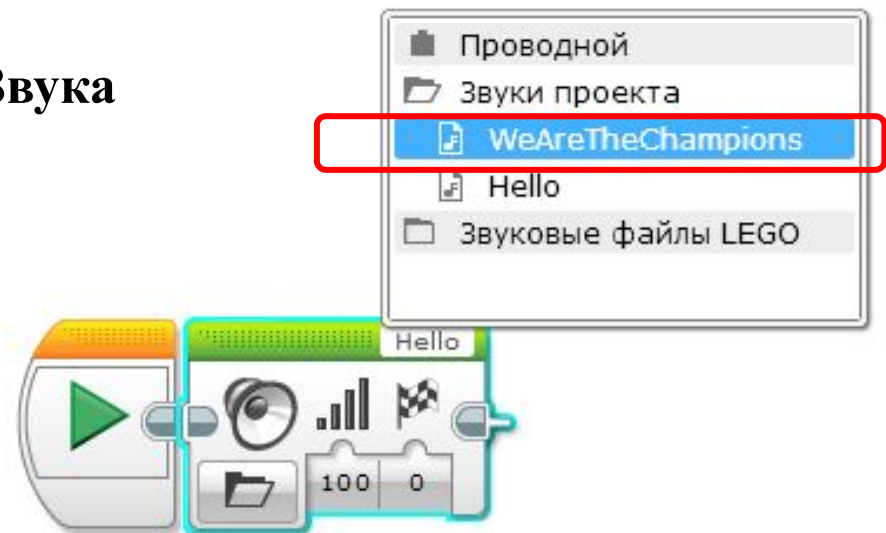 Звука
Проводной
Звуки проекта
WeAreTheChampions
Hello
Звуковые файлы LEGO
Hello
100 0